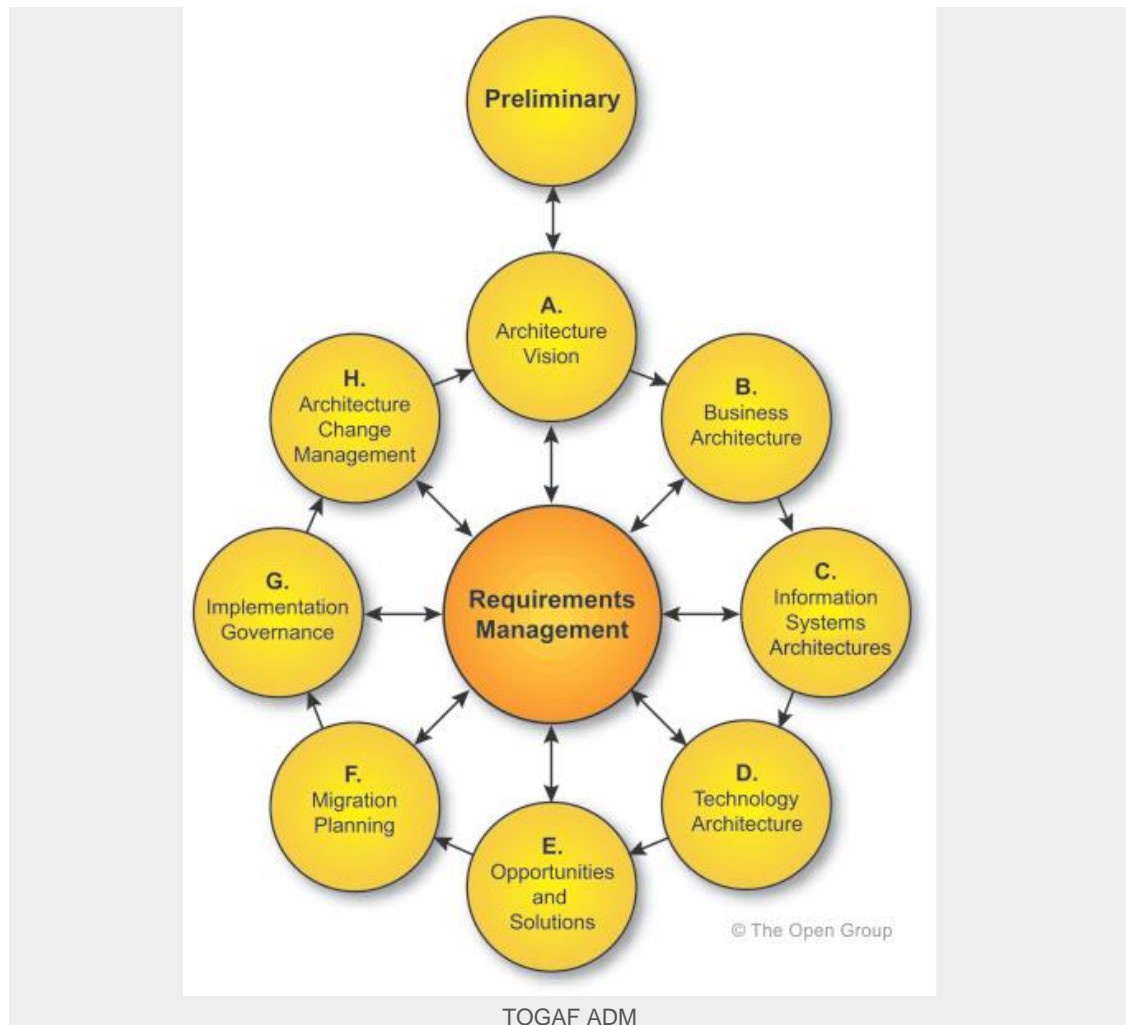 Preliminary
A.
Architecture
Vision
B.
Business
Architecture
C.
Information
Systems
Architectures
D.
Technology
Architecture
E.
Opportunities
and
Solutions
F.
Migration
Planning
G.
Implementation
Governance
H.
Architecture
Change
Management
Requirements
Management
© The Open Group
TOGAF ADM